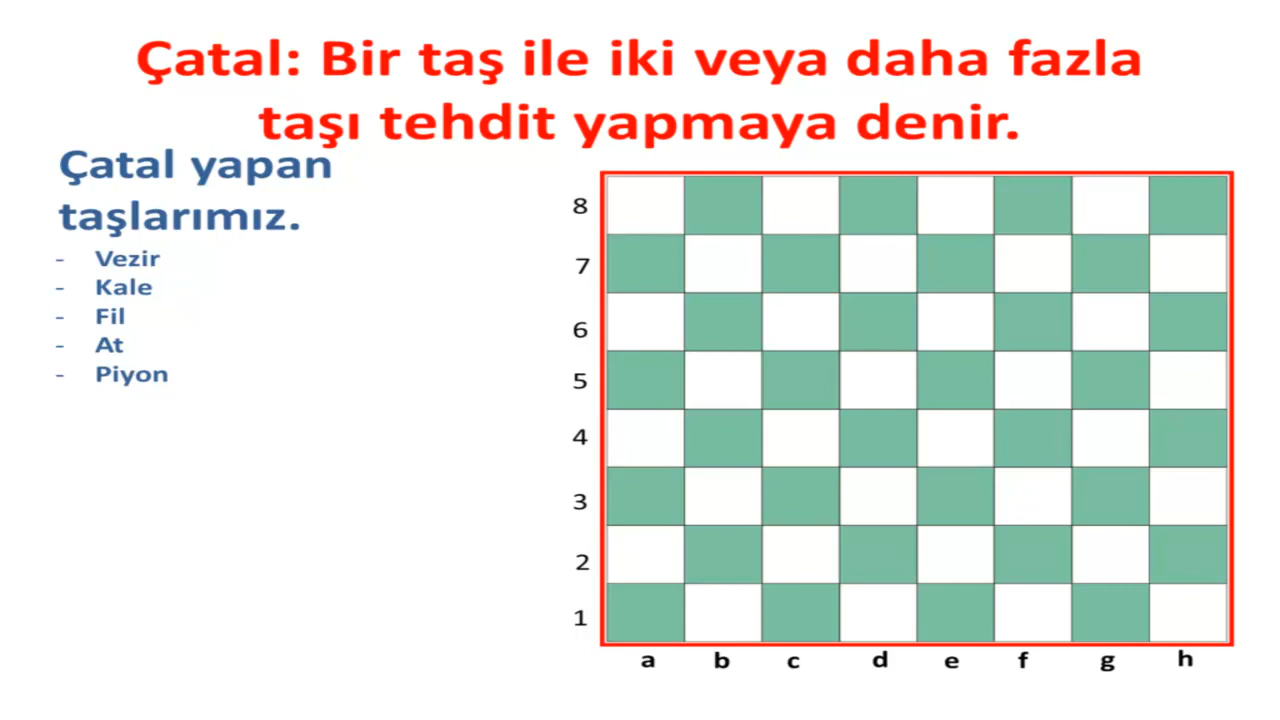 Çatal: Bir taş ile iki veya daha fazla
taşı tehdit yapmaya denir.
Çatal yapan
taşlarımız.
- Vezir
- Kale
- Fil
- At
- Piyon
8
7
6
5
4
3
2
1
a b c d e f g h